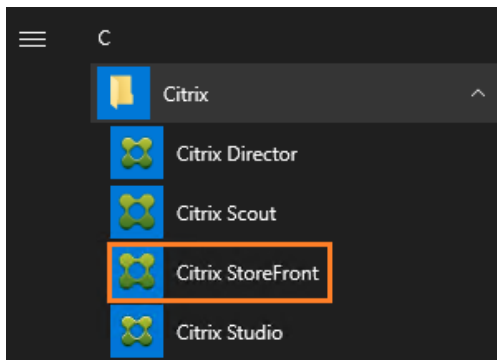 C
Citrix
Citrix Director
Citrix Scout
Citrix StoreFront
Citrix Studio